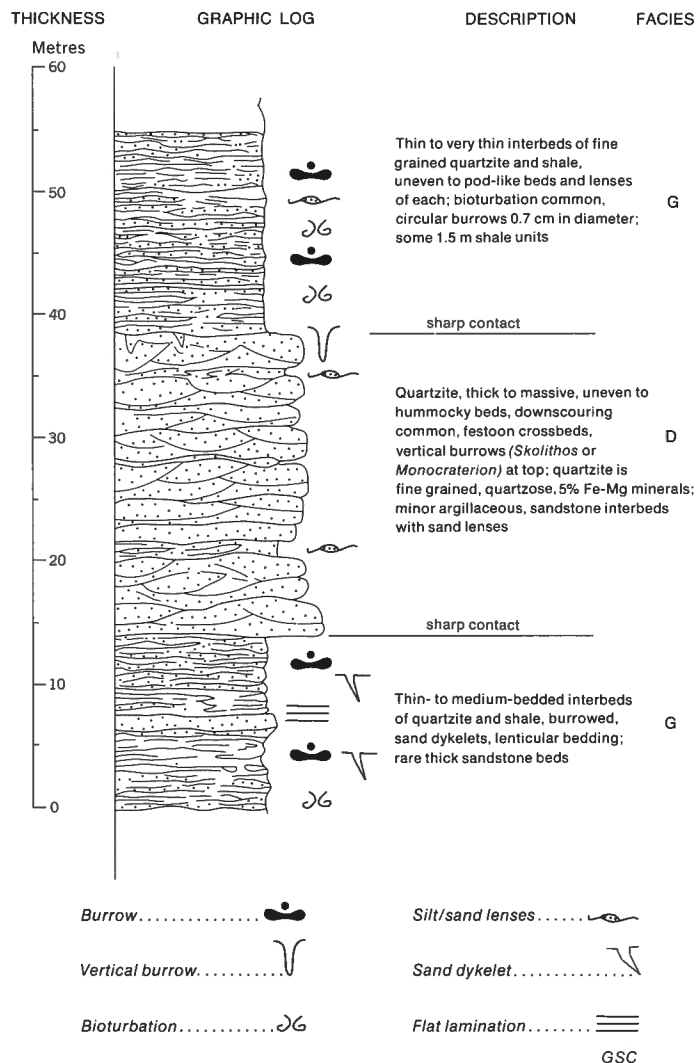 THICKNESS GRAPHIC LOG DESCRIPTION FACIES
Metres
60
50
40
30
20
10
0
Thin to very thin interbeds of fine
grained quartzite and shale,
uneven to pod-like beds and lenses
of each; bioturbation common,
circular burrows 0.7 cm in diameter;
some 1.5 m shale units
G
sharp contact
Quartzite, thick to massive, uneven to
hummocky beds, downscouring
common, festoon crossbeds,
vertical burrows (Skolithos or
Monocraterion) at top; quartzite is
fine grained, quartzose, 5% Fe-Mg minerals;
minor argillaceous, sandstone interbeds
with sand lenses
D
sharp contact
Thin- to medium-bedded interbeds
of quartzite and shale, burrowed,
sand dykelets, lenticular bedding;
rare thick sandstone beds
G
Burrow
Vertical burrow
Bioturbation
Silt/sand lenses
Sand dykelet
Flat lamination
GSC